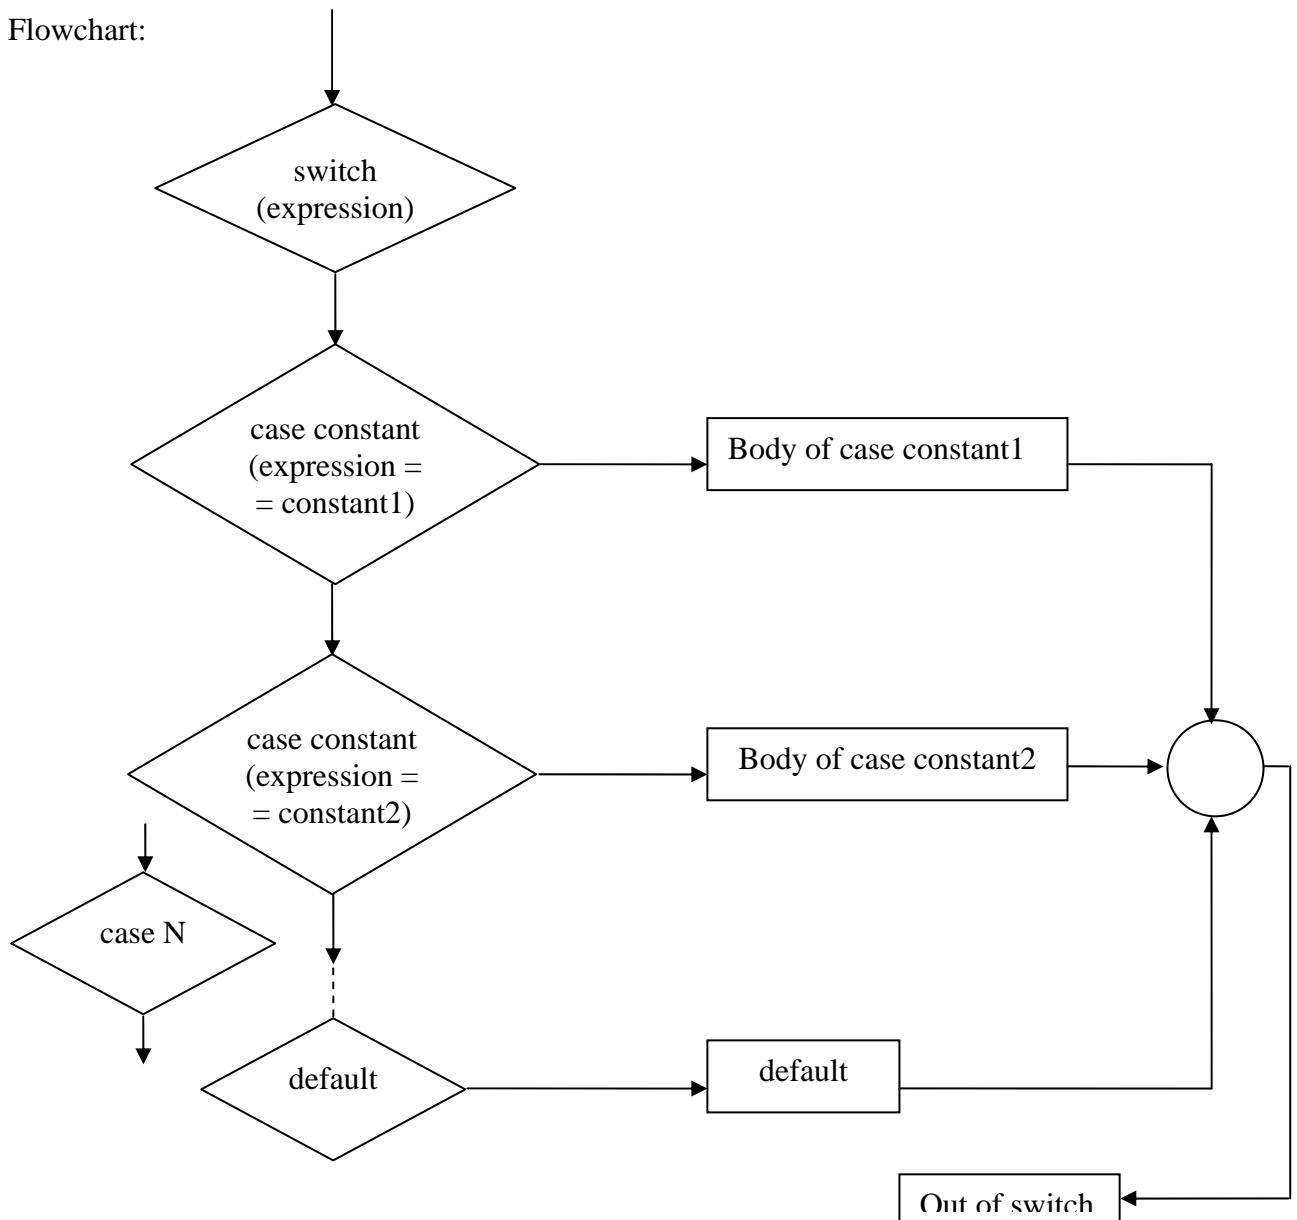 Flowchart:
switch
(expression)
case constant
(expression =
= constant1)
Body of case constant1
case constant
(expression =
= constant2)
Body of case constant2
case N
default
default
Out of switch